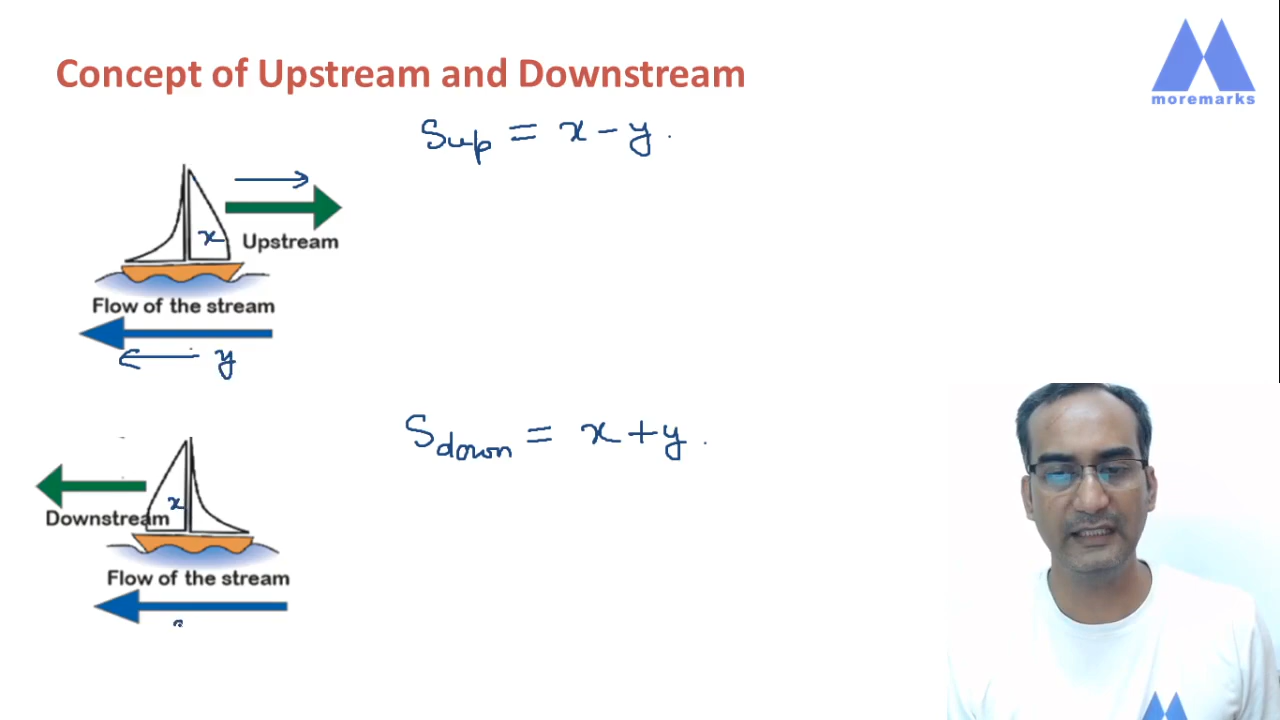 Concept of Upstream and Downstream
moremarks
Sup = x - y.
x
Upstream
Flow of the stream
y
Sdown = x + y.
x
Downstream
Flow of the stream